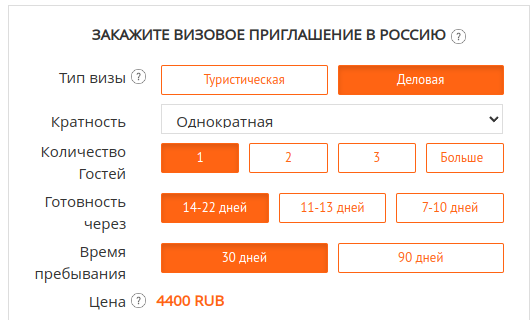 ЗАКАЖИТЕ ВИЗОВОЕ ПРИГЛАШЕНИЕ В РОССИЮ ?
Тип визы ? Туристическая Деловая
Кратность Однократная
Количество Гостей 1 2 3 Больше
Готовность через 14-22 дней 11-13 дней 7-10 дней
Время пребывания 30 дней 90 дней
Цена ? 4400 RUB